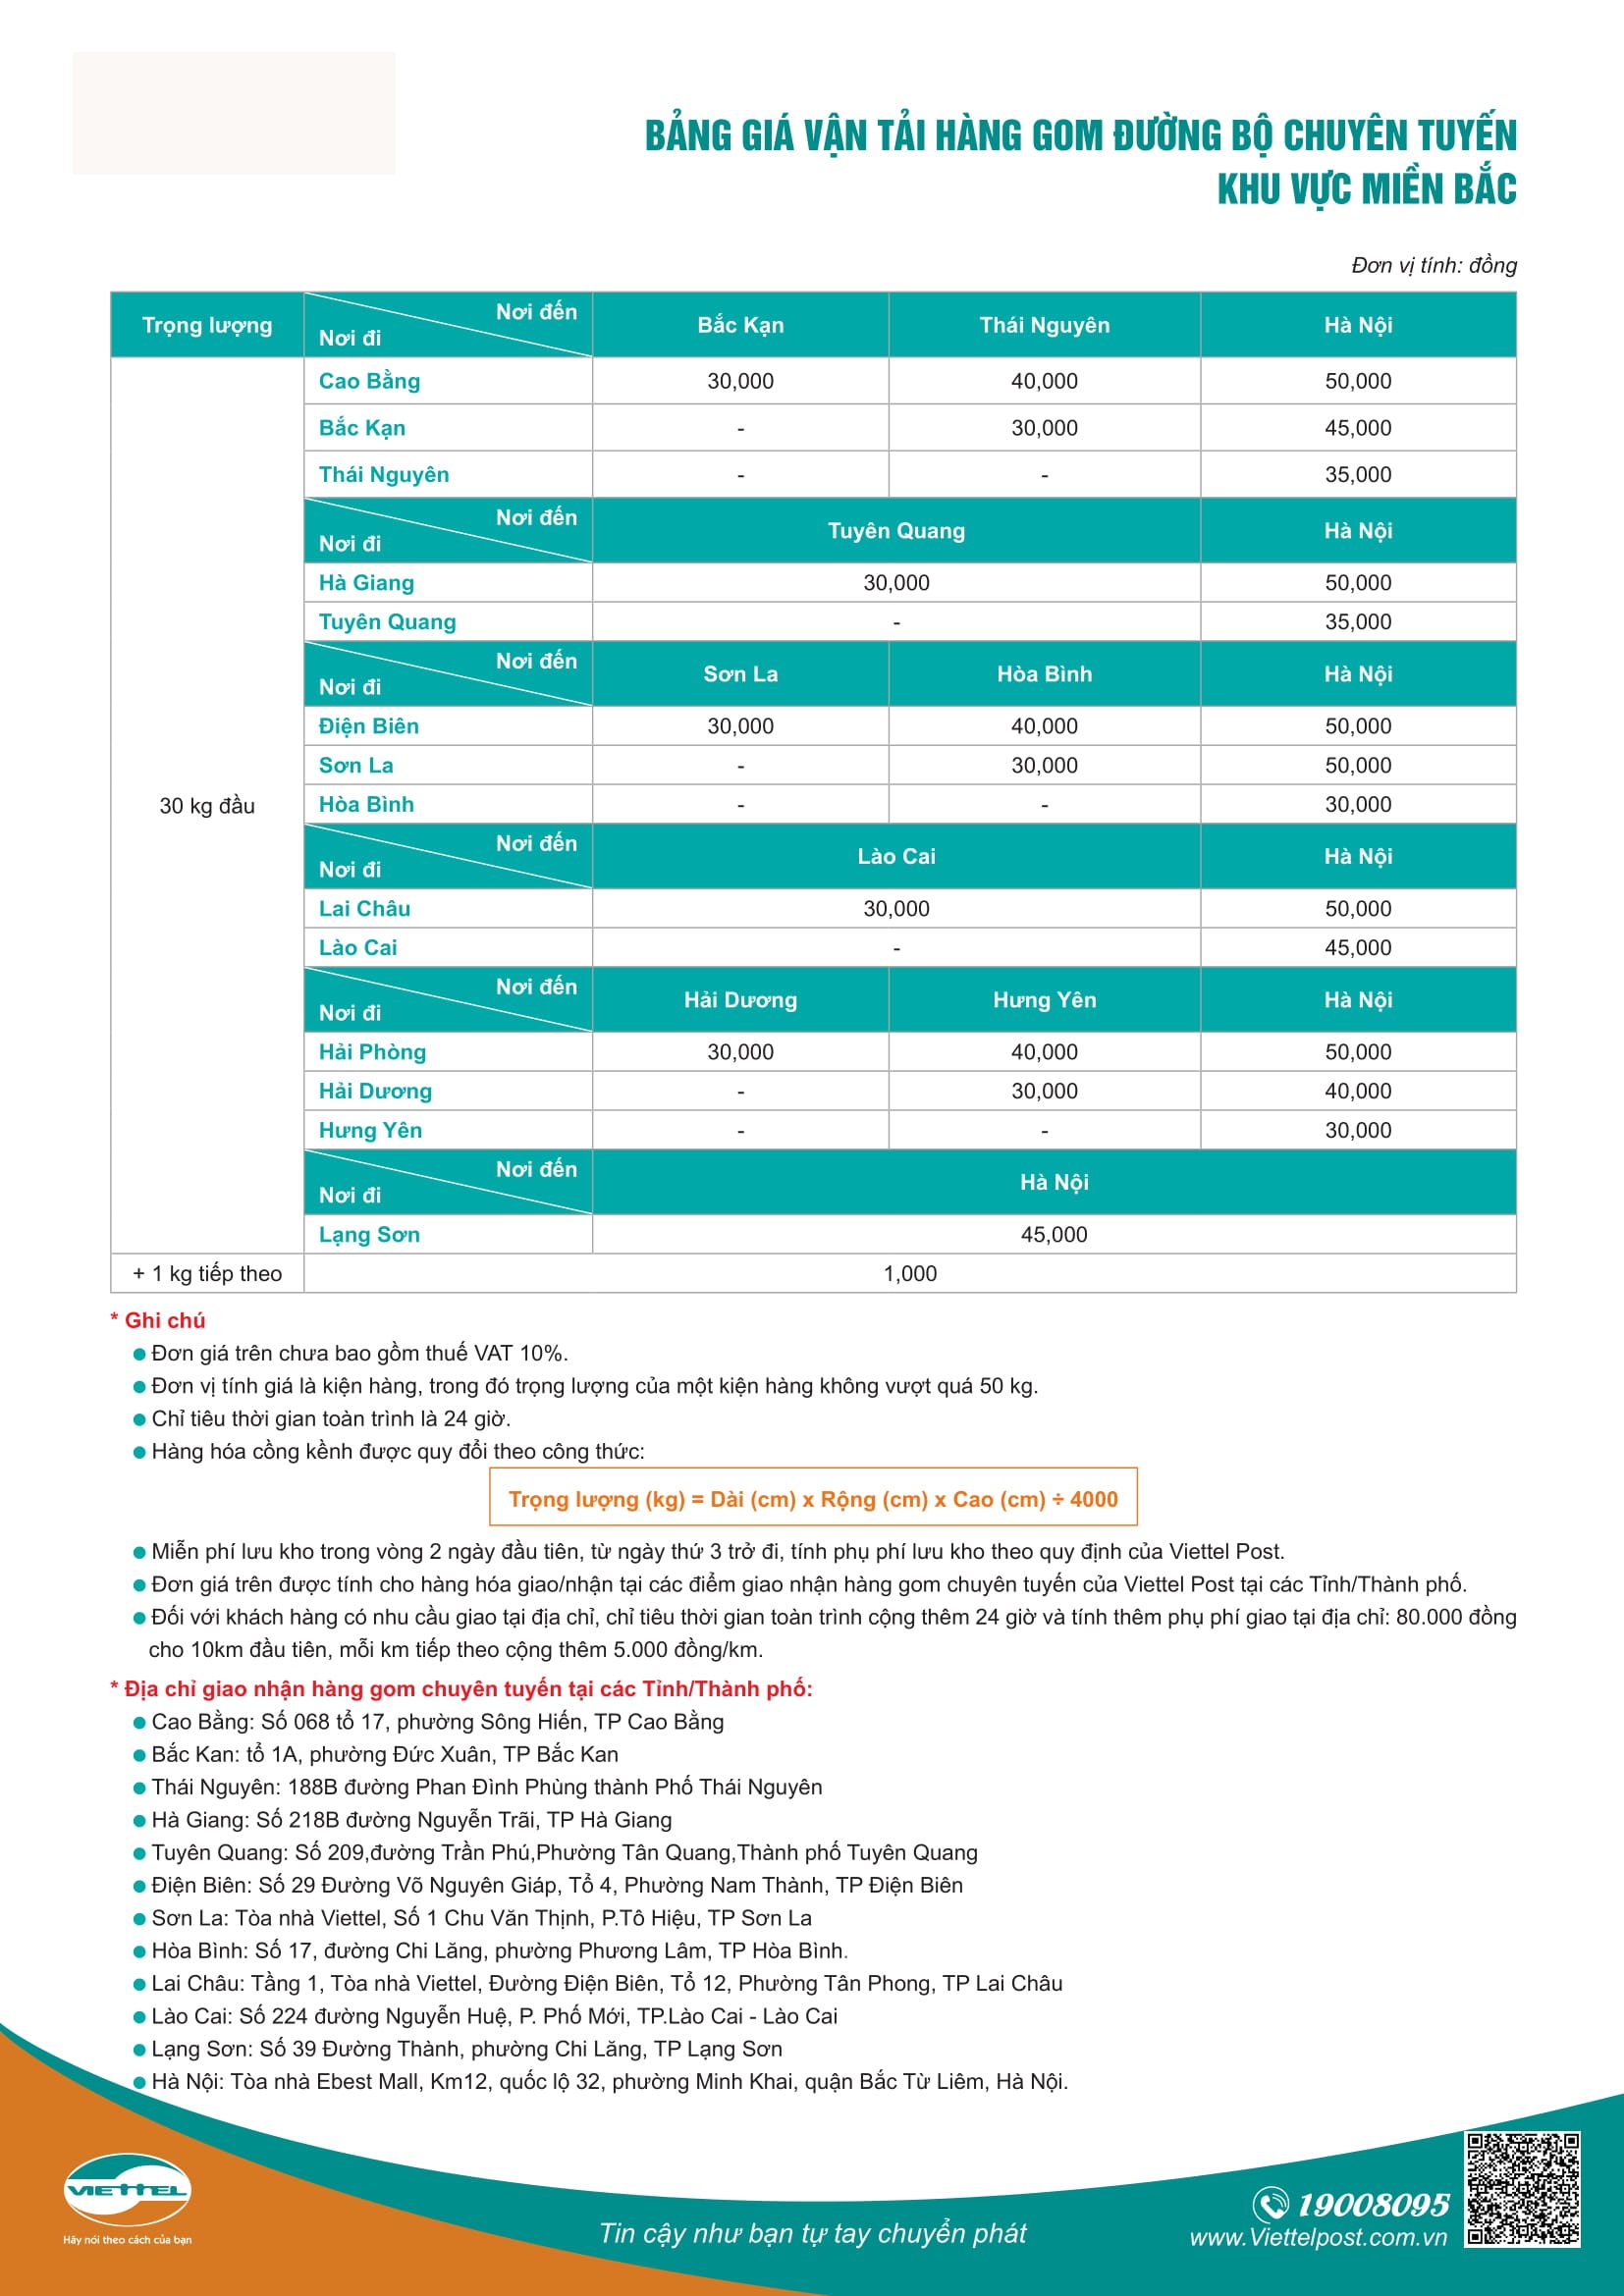 BẢNG GIÁ VẬN TẢI HÀNG GOM ĐƯỜNG BỘ CHUYÊN TUYẾN
KHU VỰC MIỀN BẮC
Đơn vị tính: đồng
Trọng lượng Nơi đến Nơi đi Bắc Kạn Thái Nguyên Hà Nội
Cao Bằng 30,000 40,000 50,000
Bắc Kạn - 30,000 45,000
Thái Nguyên - - 35,000
Nơi đến Nơi đi Tuyên Quang Hà Nội
Hà Giang 30,000 50,000
Tuyên Quang - 35,000
Nơi đến Nơi đi Sơn La Hòa Bình Hà Nội
Điện Biên 30,000 40,000 50,000
Sơn La - 30,000 50,000
30 kg đầu Hòa Bình - - 30,000
Nơi đến Nơi đi Lào Cai Hà Nội
Lai Châu 30,000 50,000
Lào Cai - 45,000
Nơi đến Nơi đi Hải Dương Hưng Yên Hà Nội
Hải Phòng 30,000 40,000 50,000
Hải Dương - 30,000 40,000
Hưng Yên - - 30,000
Nơi đến Nơi đi Hà Nội
Lạng Sơn 45,000
+ 1 kg tiếp theo 1,000
* Ghi chú
Đơn giá trên chưa bao gồm thuế VAT 10%.
Đơn vị tính giá là kiện hàng, trong đó trọng lượng của một kiện hàng không vượt quá 50 kg.
Chỉ tiêu thời gian toàn trình là 24 giờ.
Hàng hóa cồng kềnh được quy đổi theo công thức:
Trọng lượng (kg) = Dài (cm) x Rộng (cm) x Cao (cm) ÷ 4000
Miễn phí lưu kho trong vòng 2 ngày đầu tiên, từ ngày thứ 3 trở đi, tính phụ phí lưu kho theo quy định của Viettel Post.
Đơn giá trên được tính cho hàng hóa giao/nhận tại các điểm giao nhận hàng gom chuyên tuyến của Viettel Post tại các Tỉnh/Thành phố.
Đối với khách hàng có nhu cầu giao tại địa chỉ, chỉ tiêu thời gian toàn trình cộng thêm 24 giờ và tính thêm phụ phí giao tại địa chỉ: 80.000 đồng
cho 10km đầu tiên, mỗi km tiếp theo cộng thêm 5.000 đồng/km.
* Địa chỉ giao nhận hàng gom chuyên tuyến tại các Tỉnh/Thành phố:
Cao Bằng: Số 068 tổ 17, phường Sông Hiến, TP Cao Bằng
Bắc Kan: tổ 1A, phường Đức Xuân, TP Bắc Kan
Thái Nguyên: 188B đường Phan Đình Phùng thành Phố Thái Nguyên
Hà Giang: Số 218B đường Nguyễn Trãi, TP Hà Giang
Tuyên Quang: Số 209,đường Trần Phú,Phường Tân Quang,Thành phố Tuyên Quang
Điện Biên: Số 29 Đường Võ Nguyên Giáp, Tổ 4, Phường Nam Thành, TP Điện Biên
Sơn La: Tòa nhà Viettel, Số 1 Chu Văn Thịnh, P.Tô Hiệu, TP Sơn La
Hòa Bình: Số 17, đường Chi Lăng, phường Phương Lâm, TP Hòa Bình.
Lai Châu: Tầng 1, Tòa nhà Viettel, Đường Điện Biên, Tổ 12, Phường Tân Phong, TP Lai Châu
Lào Cai: Số 224 đường Nguyễn Huệ, P. Phố Mới, TP.Lào Cai - Lào Cai
Lạng Sơn: Số 39 Đường Thành, phường Chi Lăng, TP Lạng Sơn
Hà Nội: Tòa nhà Ebest Mall, Km12, quốc lộ 32, phường Minh Khai, quận Bắc Từ Liêm, Hà Nội.
VIETTEL
Hãy nói theo cách của bạn
Tin cậy như bạn tự tay chuyển phát
19008095
www.Viettelpost.com.vn